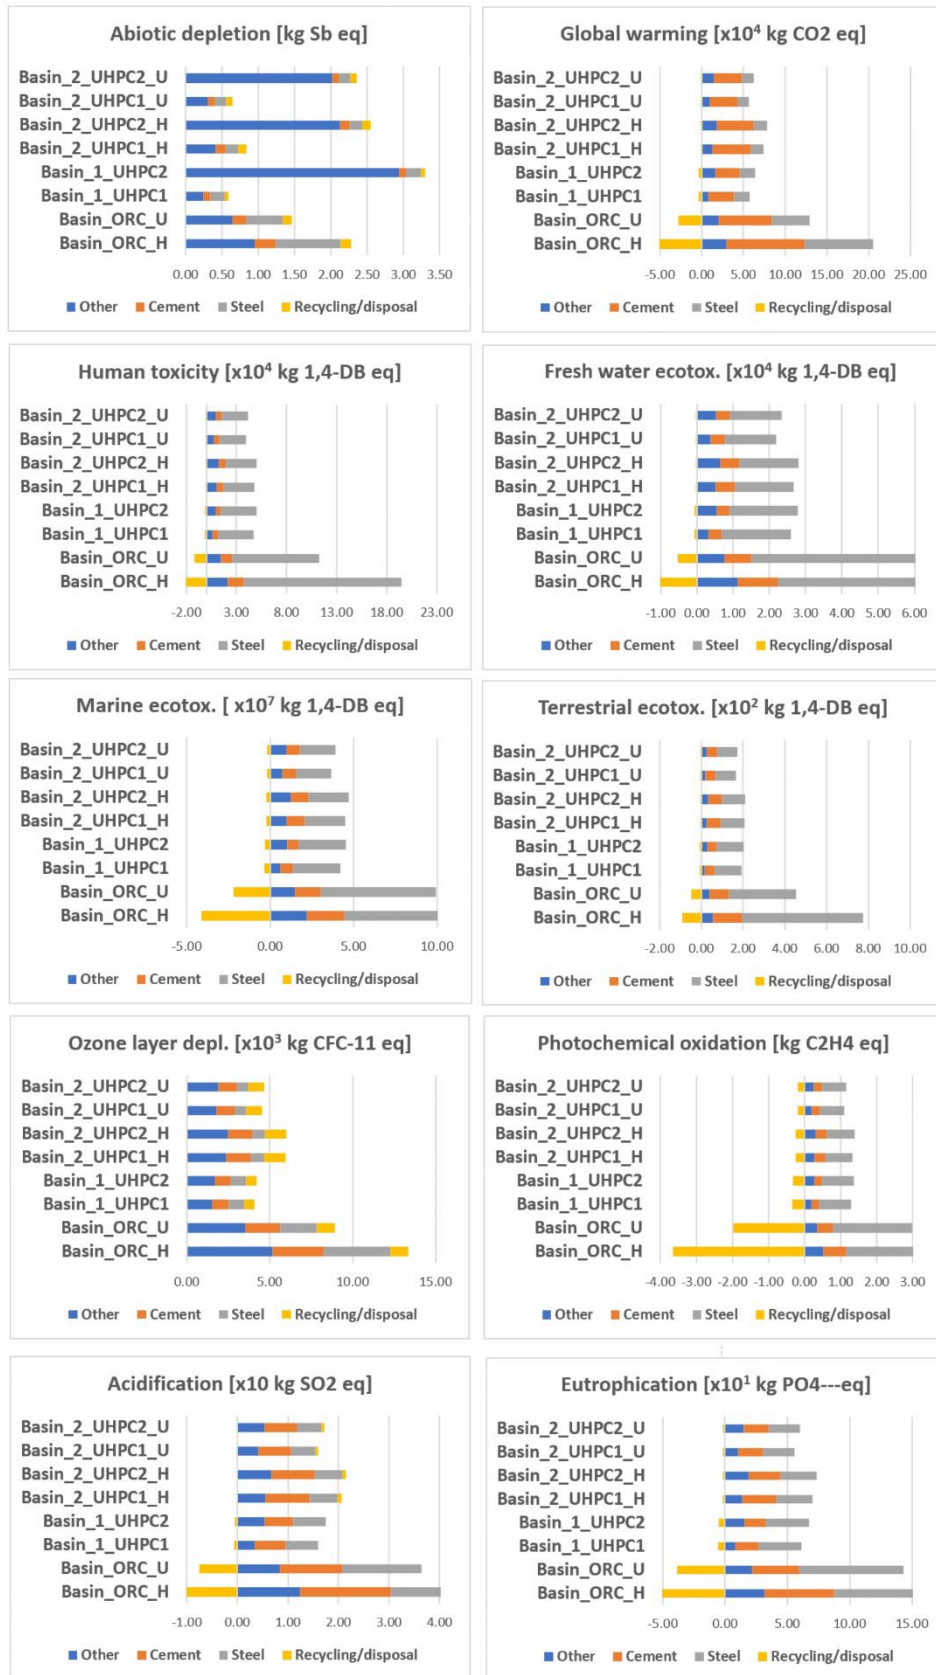 Abiotic depletion [kg Sb eq]
Basin_2_UHPC2_U
Basin_2_UHPC1_U
Basin_2_UHPC2_H
Basin_2_UHPC1_H
Basin_1_UHPC2
Basin_1_UHPC1
Basin_ORC_U
Basin_ORC_H
0.00 0.50 1.00 1.50 2.00 2.50 3.00 3.50
Other Cement Steel Recycling/disposal
Global warming [x10⁴ kg CO2 eq]
Basin_2_UHPC2_U
Basin_2_UHPC1_U
Basin_2_UHPC2_H
Basin_2_UHPC1_H
Basin_1_UHPC2
Basin_1_UHPC1
Basin_ORC_U
Basin_ORC_H
-5.00 0.00 5.00 10.00 15.00 20.00 25.00
Other Cement Steel Recycling/disposal
Human toxicity [x10⁴ kg 1,4-DB eq]
Basin_2_UHPC2_U
Basin_2_UHPC1_U
Basin_2_UHPC2_H
Basin_2_UHPC1_H
Basin_1_UHPC2
Basin_1_UHPC1
Basin_ORC_U
Basin_ORC_H
-2.00 3.00 8.00 13.00 18.00 23.00
Other Cement Steel Recycling/disposal
Fresh water ecotox. [x10⁴ kg 1,4-DB eq]
Basin_2_UHPC2_U
Basin_2_UHPC1_U
Basin_2_UHPC2_H
Basin_2_UHPC1_H
Basin_1_UHPC2
Basin_1_UHPC1
Basin_ORC_U
Basin_ORC_H
-1.00 0.00 1.00 2.00 3.00 4.00 5.00 6.00
Other Cement Steel Recycling/disposal
Marine ecotox. [ x10⁷ kg 1,4-DB eq]
Basin_2_UHPC2_U
Basin_2_UHPC1_U
Basin_2_UHPC2_H
Basin_2_UHPC1_H
Basin_1_UHPC2
Basin_1_UHPC1
Basin_ORC_U
Basin_ORC_H
-5.00 0.00 5.00 10.00
Other Cement Steel Recycling/disposal
Terrestrial ecotox. [x10² kg 1,4-DB eq]
Basin_2_UHPC2_U
Basin_2_UHPC1_U
Basin_2_UHPC2_H
Basin_2_UHPC1_H
Basin_1_UHPC2
Basin_1_UHPC1
Basin_ORC_U
Basin_ORC_H
-2.00 0.00 2.00 4.00 6.00 8.00 10.00
Other Cement Steel Recycling/disposal
Ozone layer depl. [x10³ kg CFC-11 eq]
Basin_2_UHPC2_U
Basin_2_UHPC1_U
Basin_2_UHPC2_H
Basin_2_UHPC1_H
Basin_1_UHPC2
Basin_1_UHPC1
Basin_ORC_U
Basin_ORC_H
0.00 5.00 10.00 15.00
Other Cement Steel Recycling/disposal
Photochemical oxidation [kg C2H4 eq]
Basin_2_UHPC2_U
Basin_2_UHPC1_U
Basin_2_UHPC2_H
Basin_2_UHPC1_H
Basin_1_UHPC2
Basin_1_UHPC1
Basin_ORC_U
Basin_ORC_H
-4.00 -3.00 -2.00 -1.00 0.00 1.00 2.00 3.00
Other Cement Steel Recycling/disposal
Acidification [x10 kg SO2 eq]
Basin_2_UHPC2_U
Basin_2_UHPC1_U
Basin_2_UHPC2_H
Basin_2_UHPC1_H
Basin_1_UHPC2
Basin_1_UHPC1
Basin_ORC_U
Basin_ORC_H
-1.00 0.00 1.00 2.00 3.00 4.00
Other Cement Steel Recycling/disposal
Eutrophication [x10¹ kg PO4---eq]
Basin_2_UHPC2_U
Basin_2_UHPC1_U
Basin_2_UHPC2_H
Basin_2_UHPC1_H
Basin_1_UHPC2
Basin_1_UHPC1
Basin_ORC_U
Basin_ORC_H
-5.00 0.00 5.00 10.00 15.00
Other Cement Steel Recycling/disposal